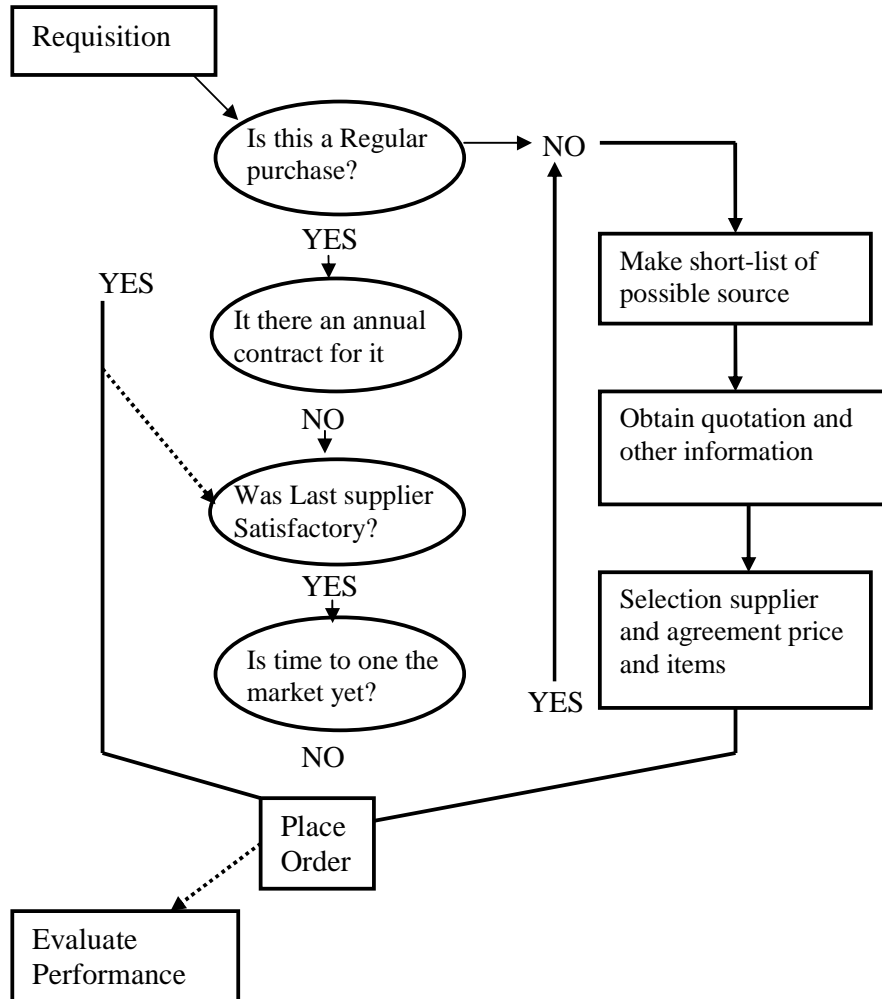 Requisition
Is this a Regular
purchase?
NO
YES
YES
Make short-list of
possible source
It there an annual
contract for it
NO
Obtain quotation and
other information
Was Last supplier
Satisfactory?
YES
Selection supplier
and agreement price
and items
Is time to one the
market yet?
YES
NO
Place
Order
Evaluate
Performance